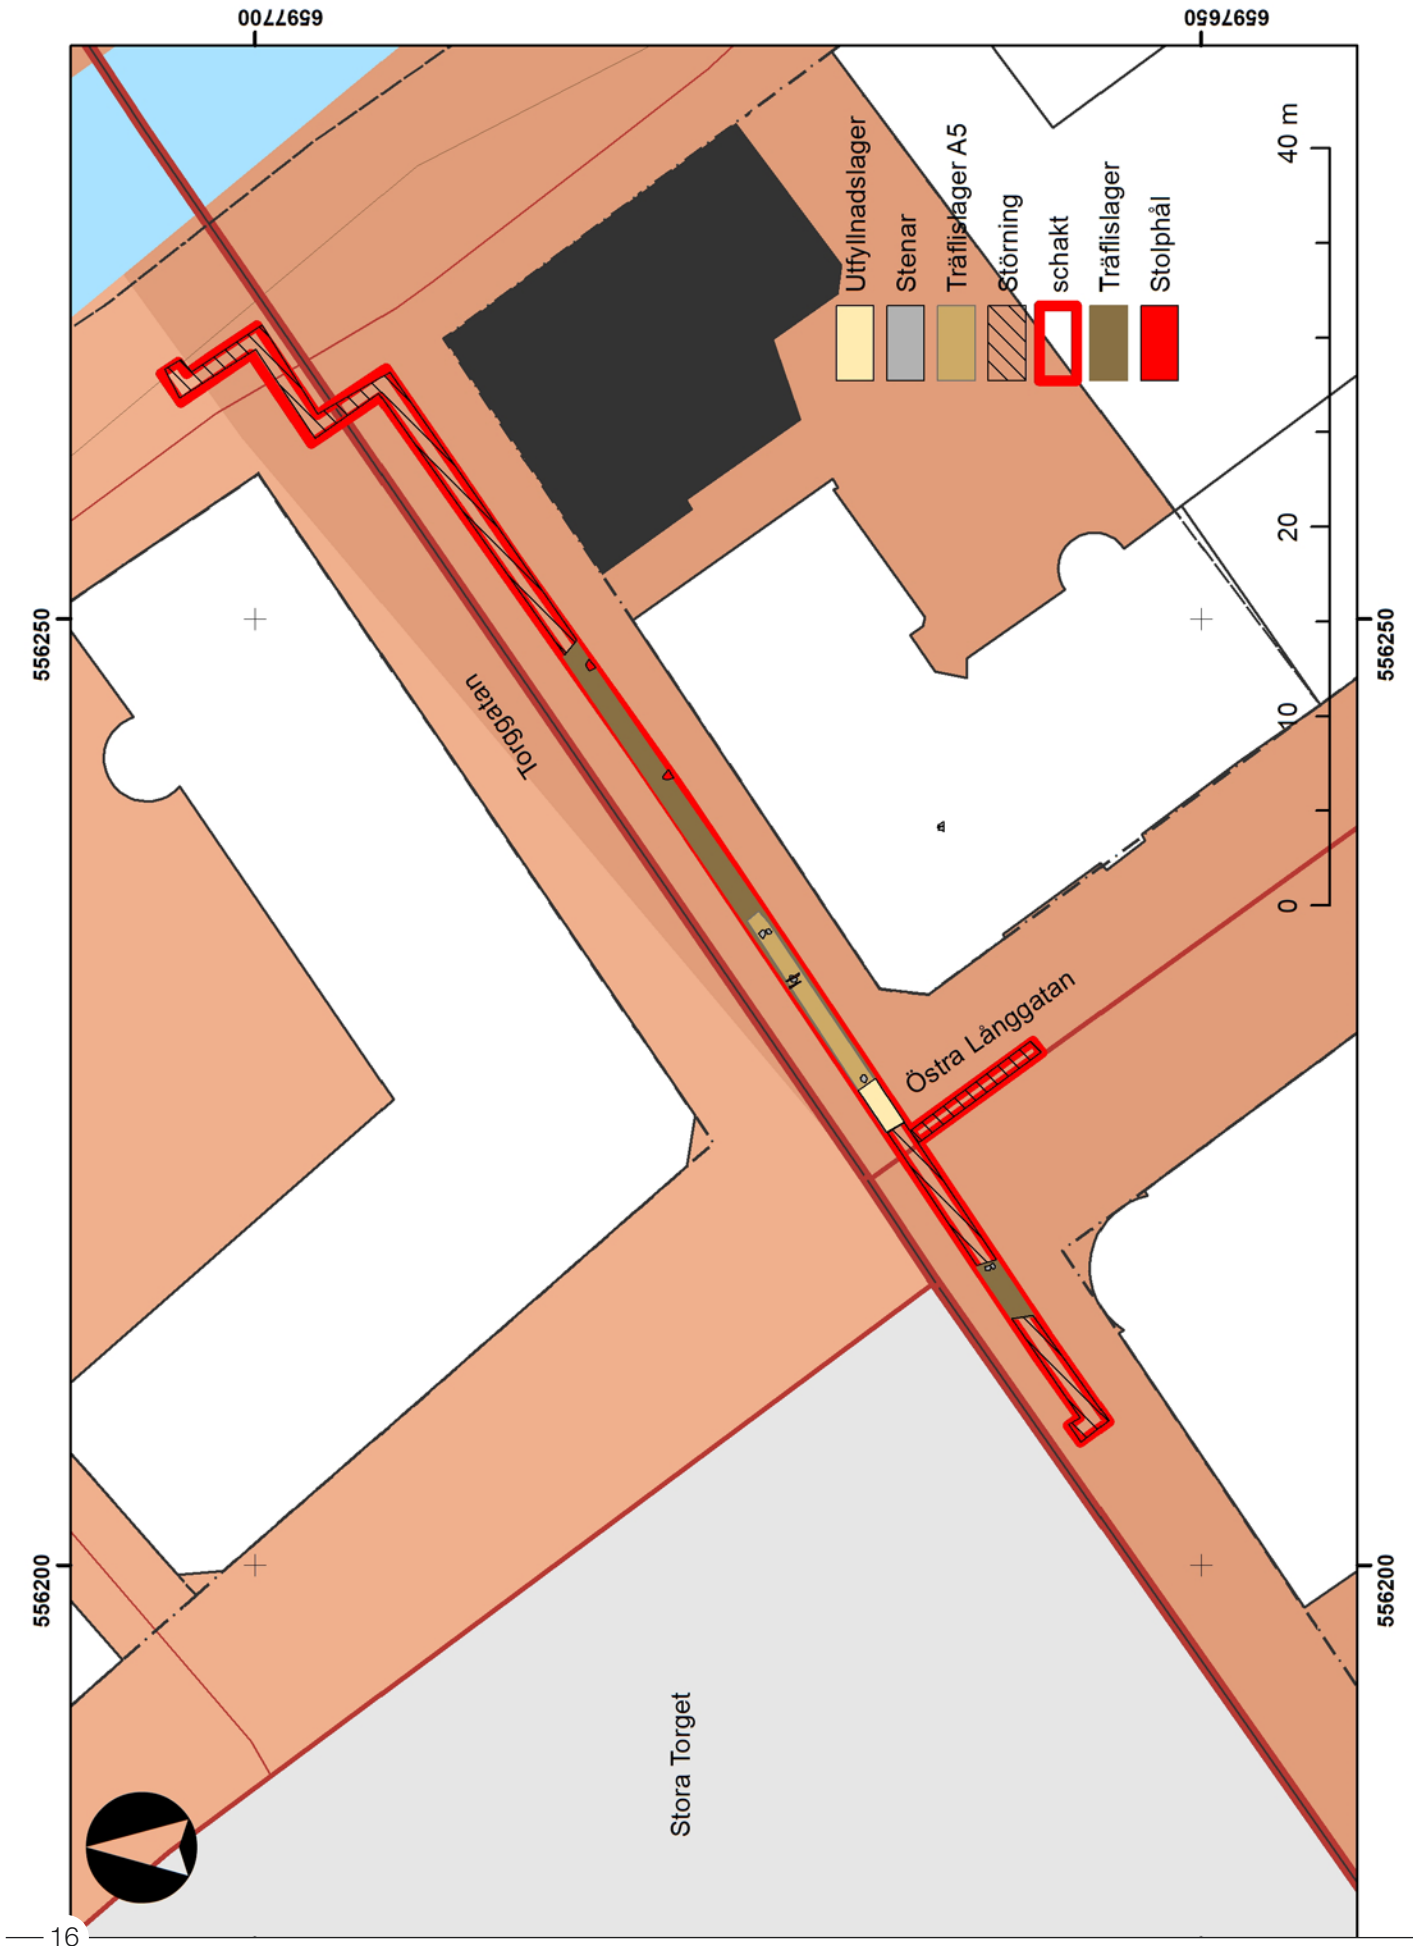 6597700
6597650
556250
556200
Torggatan
Östra Långgatan
Stora Torget
Utfyllnadslager
Stenar
Träflislager A5
Störning
schakt
Träflislager
Stolphål
0
10
20
40 m
556250
556200
16